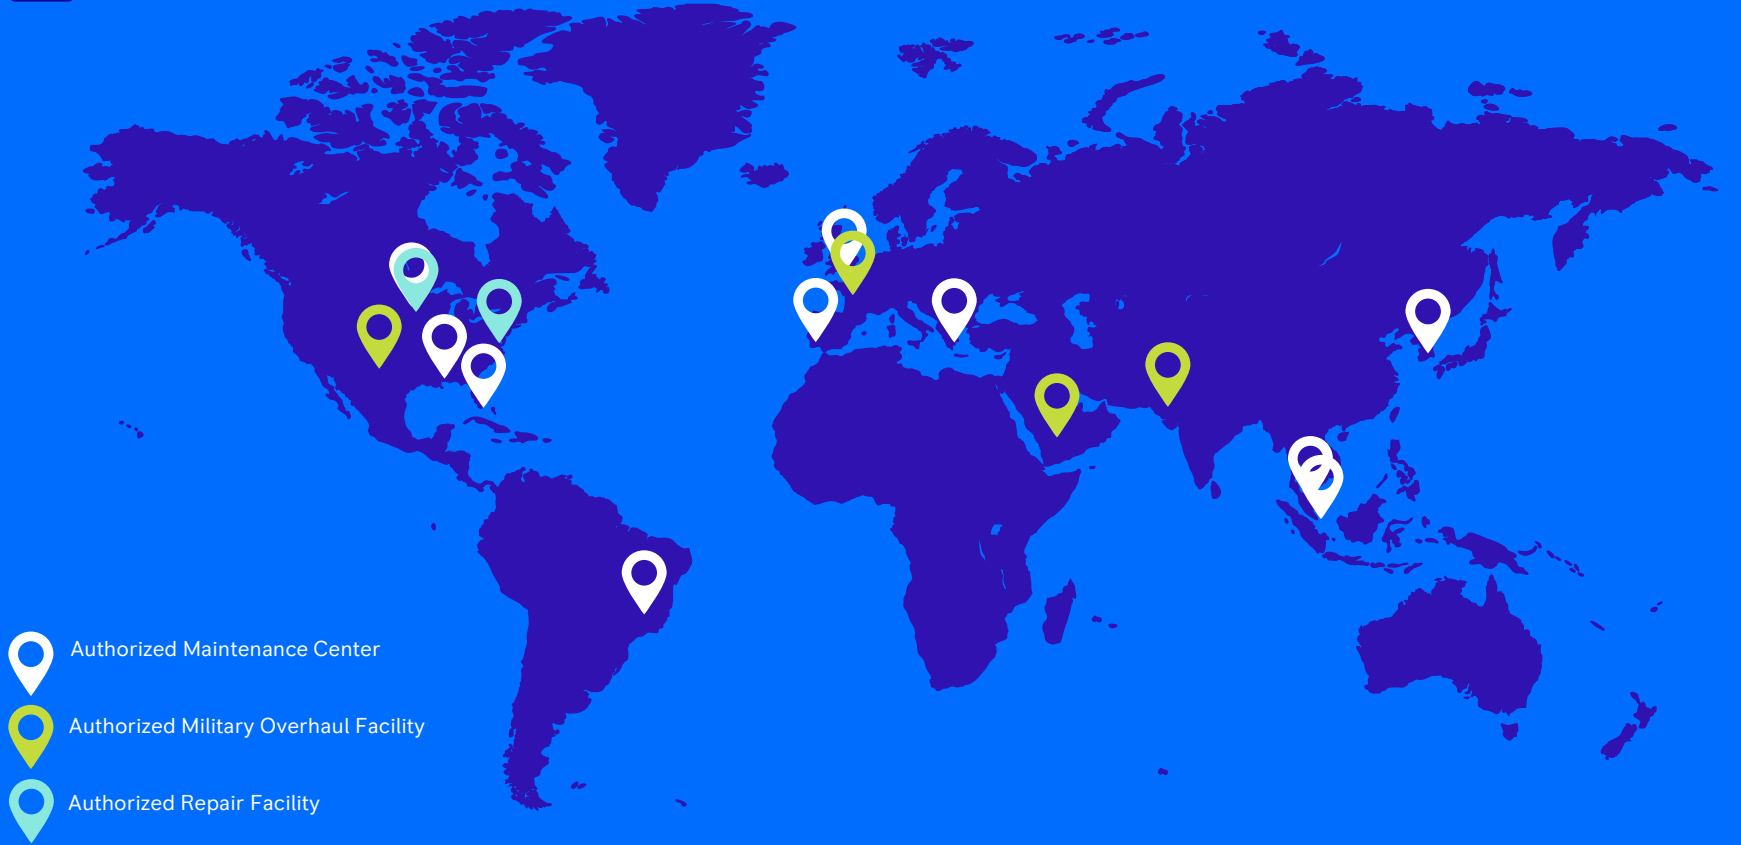 Authorized Maintenance Center
Authorized Military Overhaul Facility
Authorized Repair Facility